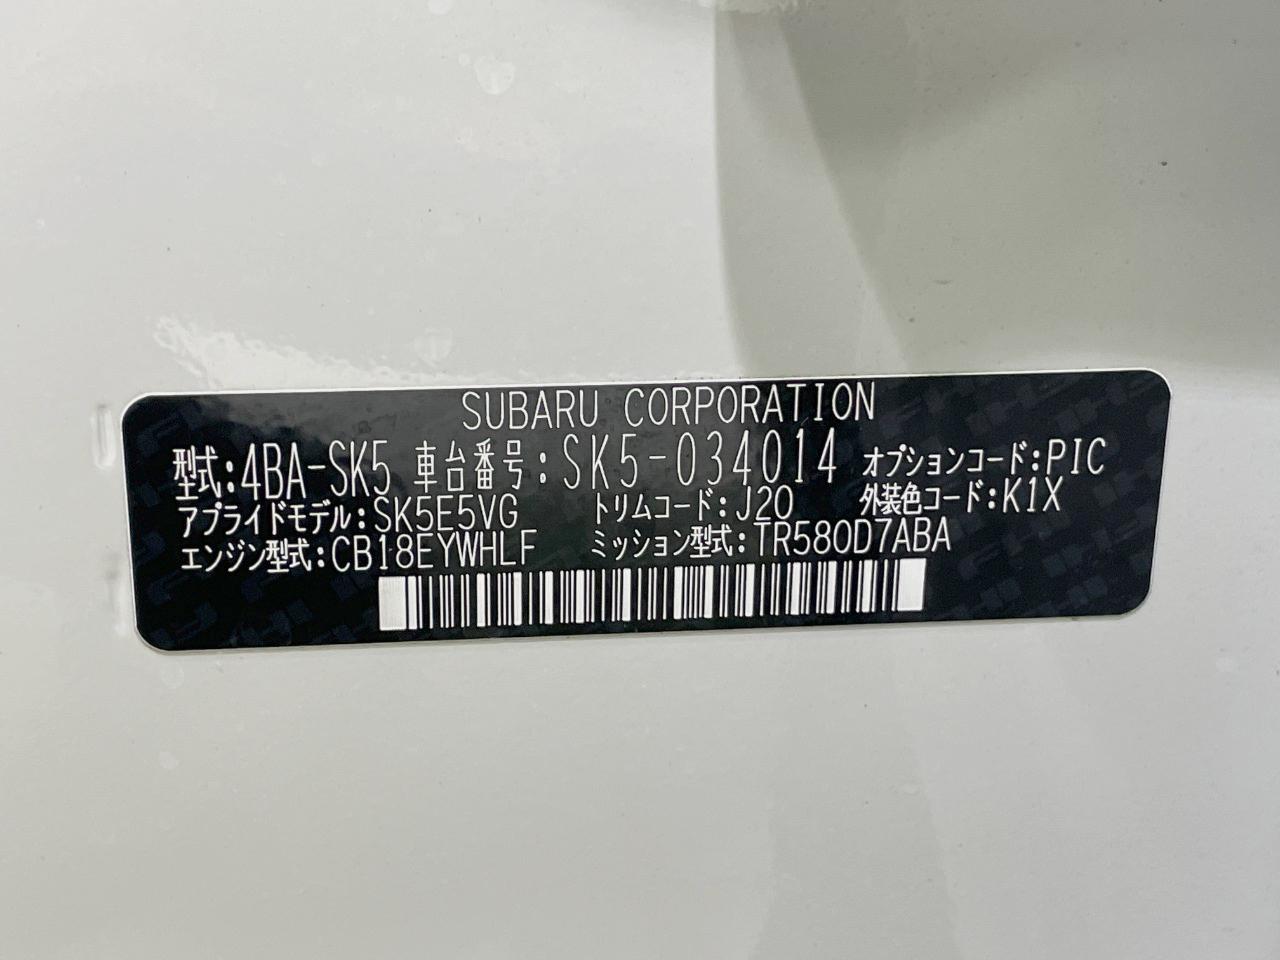 SUBARU CORPORATION
型式:4BA-SK5 車台番号:SK5-034014 オプションコード:PIC
アプライドモデル:SK5E5VG トリムコード:J20 外装色コード:K1X
エンジン型式:CB18EYWHLF ミッション型式:TR580D7ABA